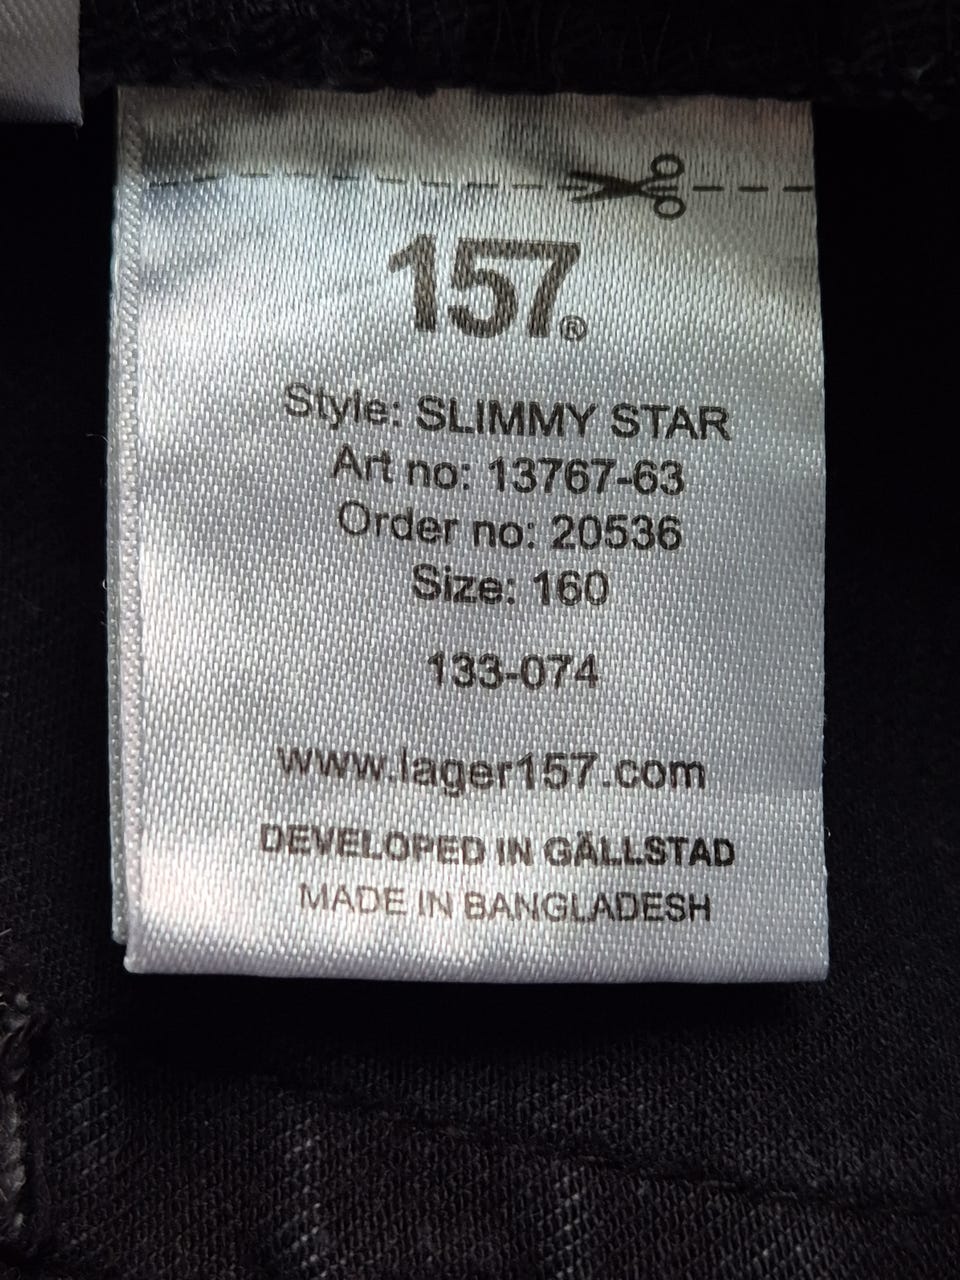 157®
Style: SLIMMY STAR
Art no: 13767-63
Order no: 20536
Size: 160
133-074
www.lager157.com
DEVELOPED IN GÄLLSTAD
MADE IN BANGLADESH